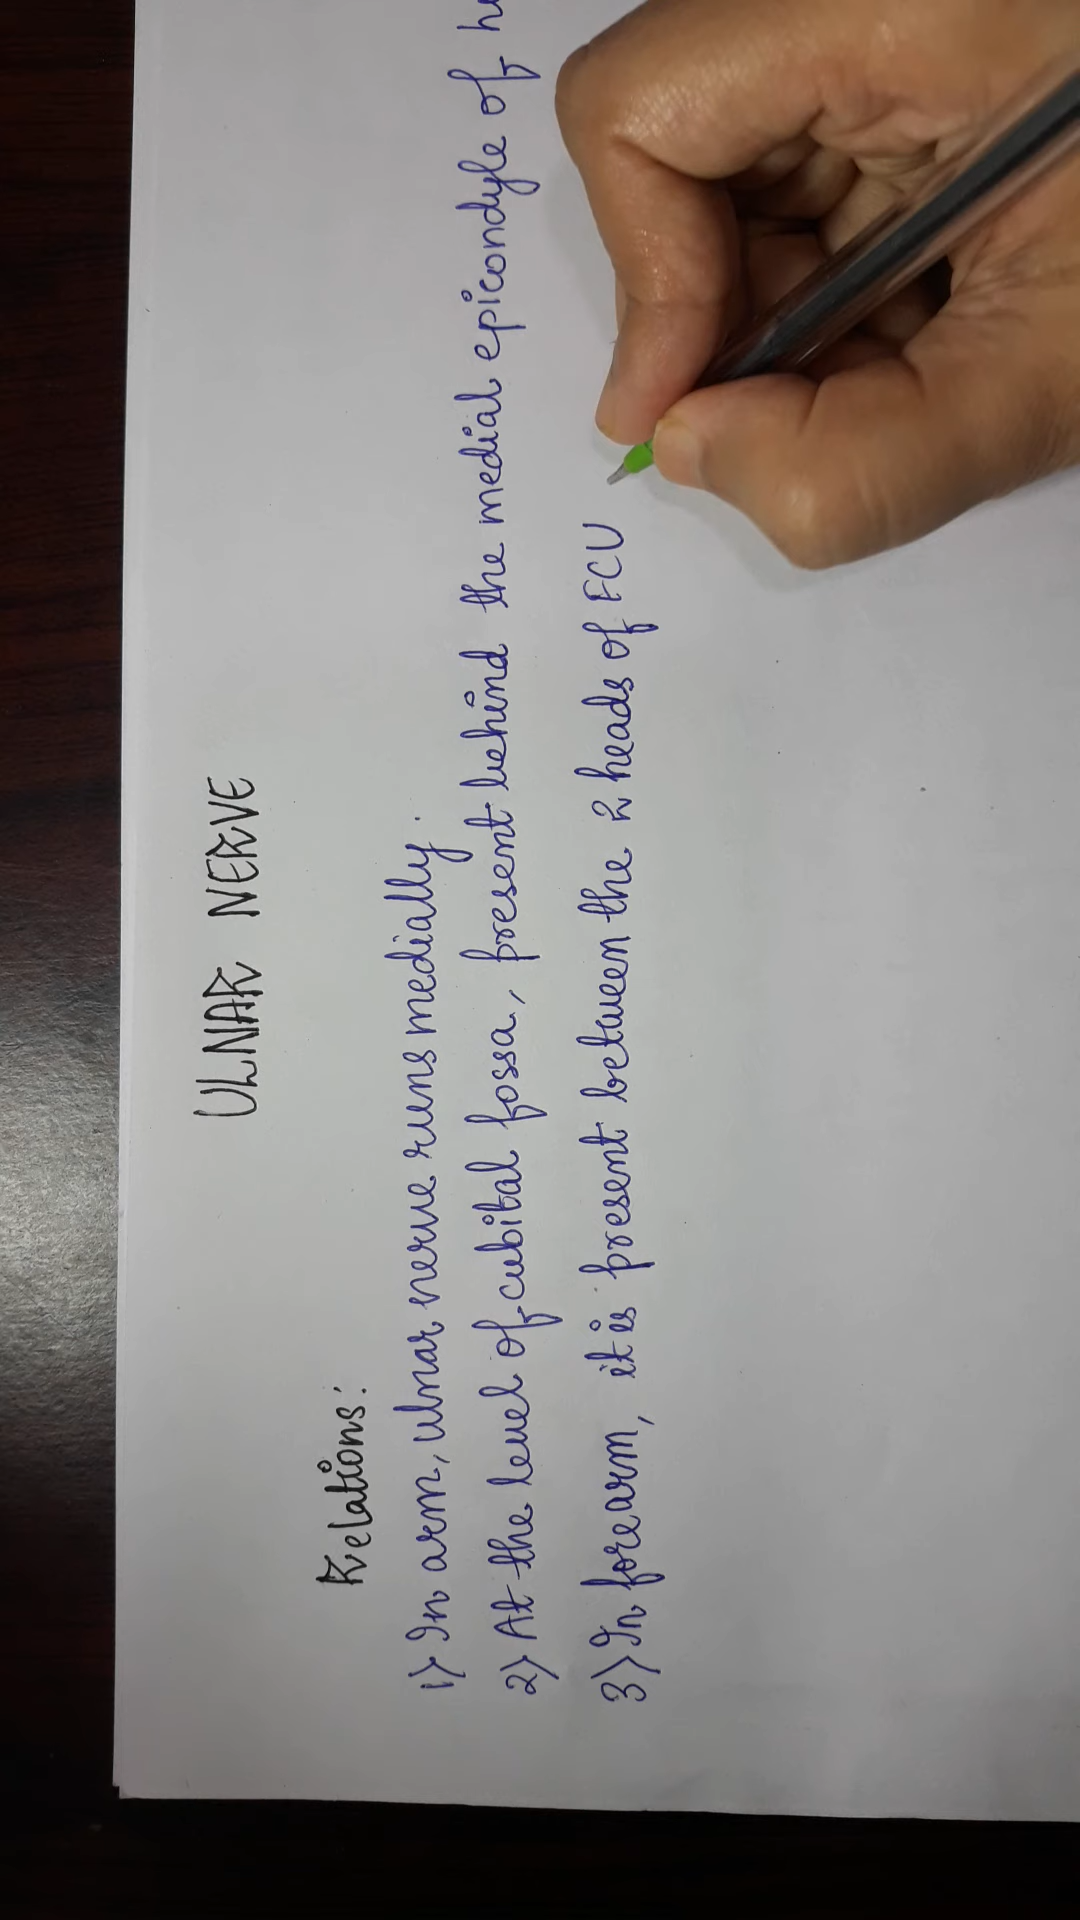 ULNAR NERVE
Relations:
1) In arm, ulnar nerve runs medially.
2) At the level of cubital fossa, present behind the medial epicondyle of
3) In forearm, it is present between the 2 heads of FCU